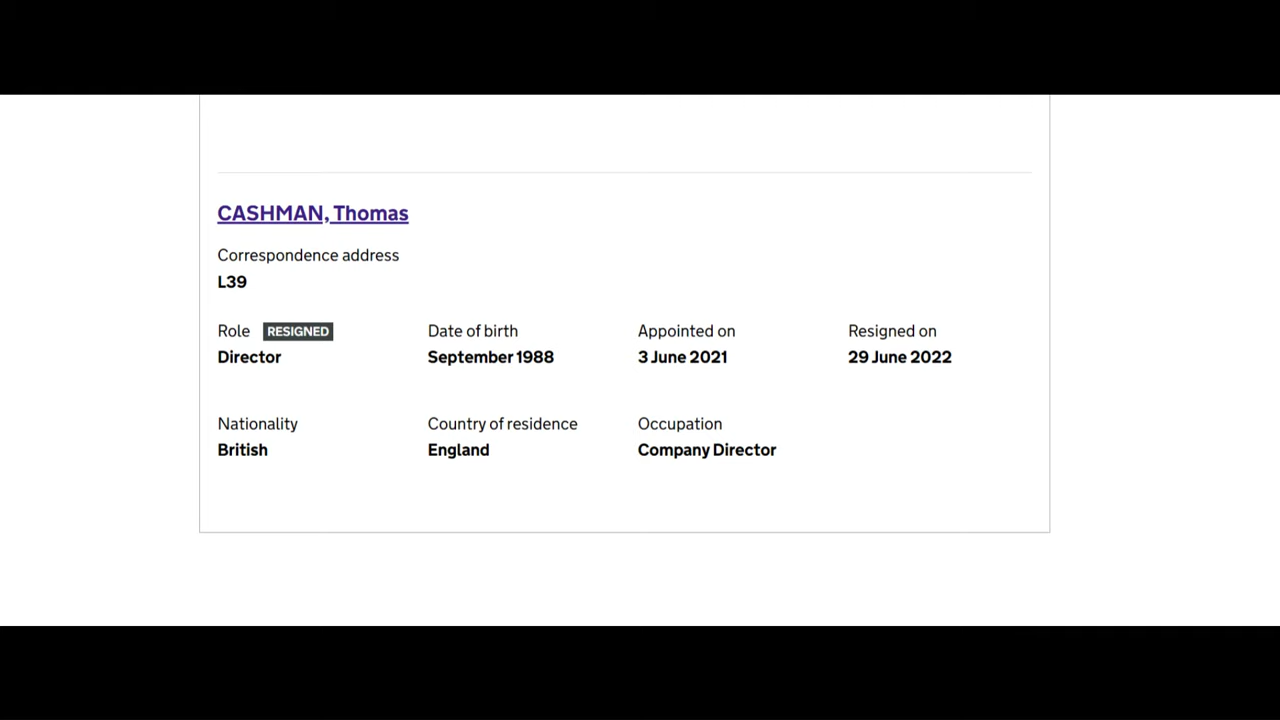 CASHMAN, Thomas
Correspondence address
L39
Role RESIGNED Date of birth Appointed on Resigned on
Director September 1988 3 June 2021 29 June 2022
Nationality Country of residence Occupation
British England Company Director